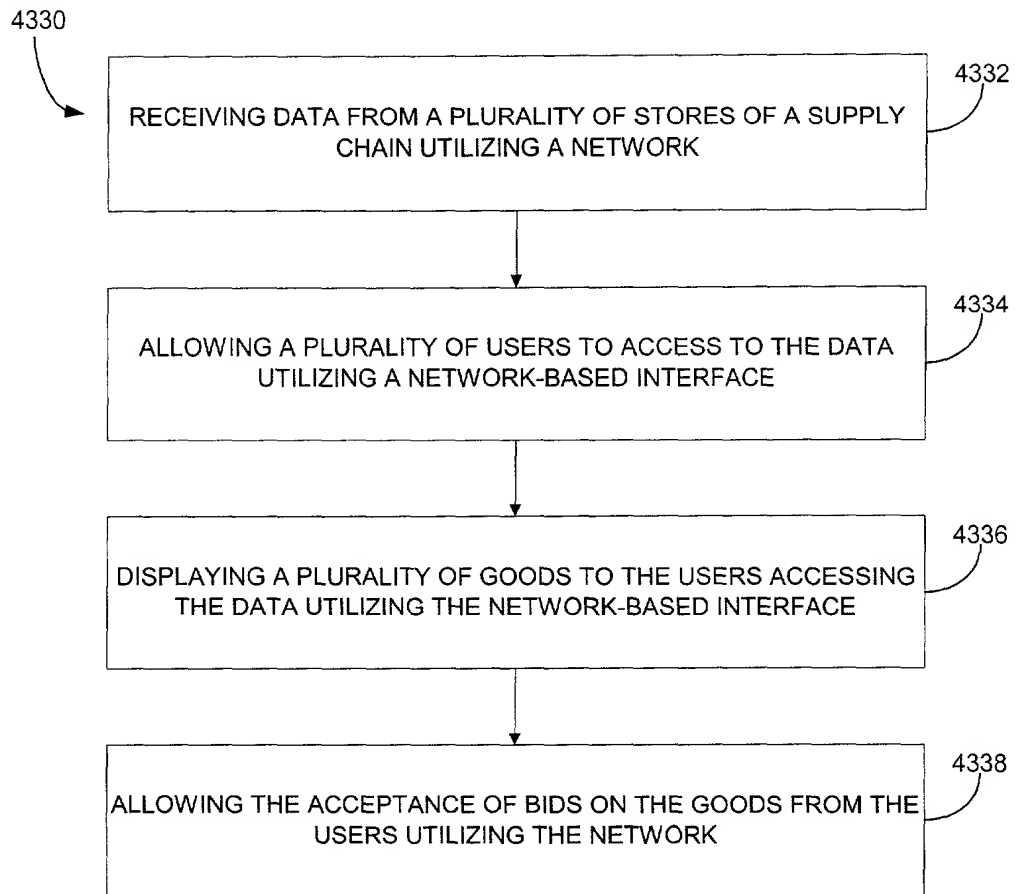 4330
4332
RECEIVING DATA FROM A PLURALITY OF STORES OF A SUPPLY
CHAIN UTILIZING A NETWORK
4334
ALLOWING A PLURALITY OF USERS TO ACCESS TO THE DATA
UTILIZING A NETWORK-BASED INTERFACE
4336
DISPLAYING A PLURALITY OF GOODS TO THE USERS ACCESSING
THE DATA UTILIZING THE NETWORK-BASED INTERFACE
4338
ALLOWING THE ACCEPTANCE OF BIDS ON THE GOODS FROM THE
USERS UTILIZING THE NETWORK